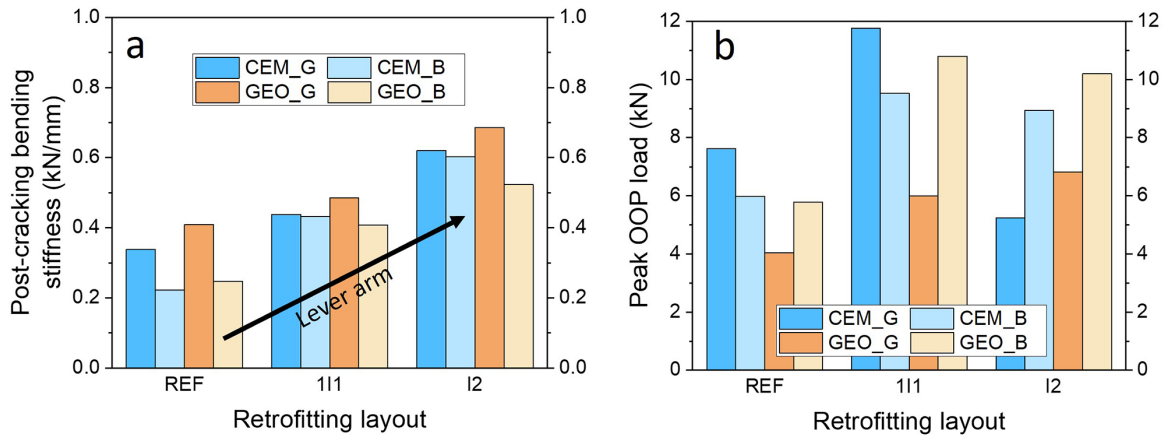 a
Post-cracking bending
stiffness (kN/mm)
1.0
0.8
0.6
0.4
0.2
0.0
CEM_G CEM_B
GEO_G GEO_B
Lever arm
1.0
0.8
0.6
0.4
0.2
0.0
REF 1I1 I2
Retrofitting layout
b
Peak OOP load (kN)
12
10
8
6
4
2
0
CEM_G CEM_B
GEO_G GEO_B
12
10
8
6
4
2
0
REF 1I1 I2
Retrofitting layout